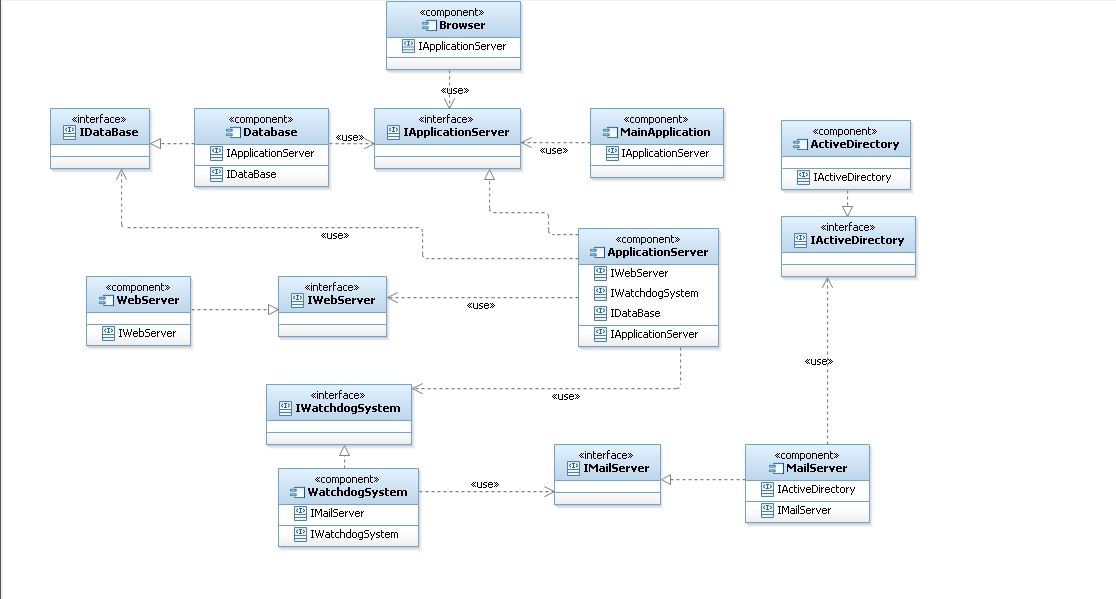 «component»
Browser
IApplicationServer
«use»
«interface»
IDataBase
«component»
Database
IApplicationServer
IDataBase
«use»
«interface»
IApplicationServer
«use»
«component»
MainApplication
IApplicationServer
«component»
ActiveDirectory
IActiveDirectory
«interface»
IActiveDirectory
«use»
«component»
ApplicationServer
IWebServer
IWatchdogSystem
IDataBase
IApplicationServer
«component»
WebServer
IWebServer
«interface»
IWebServer
«use»
«interface»
IWatchdogSystem
«use»
«use»
«component»
WatchdogSystem
IMailServer
IWatchdogSystem
«use»
«interface»
IMailServer
«component»
MailServer
IActiveDirectory
IMailServer